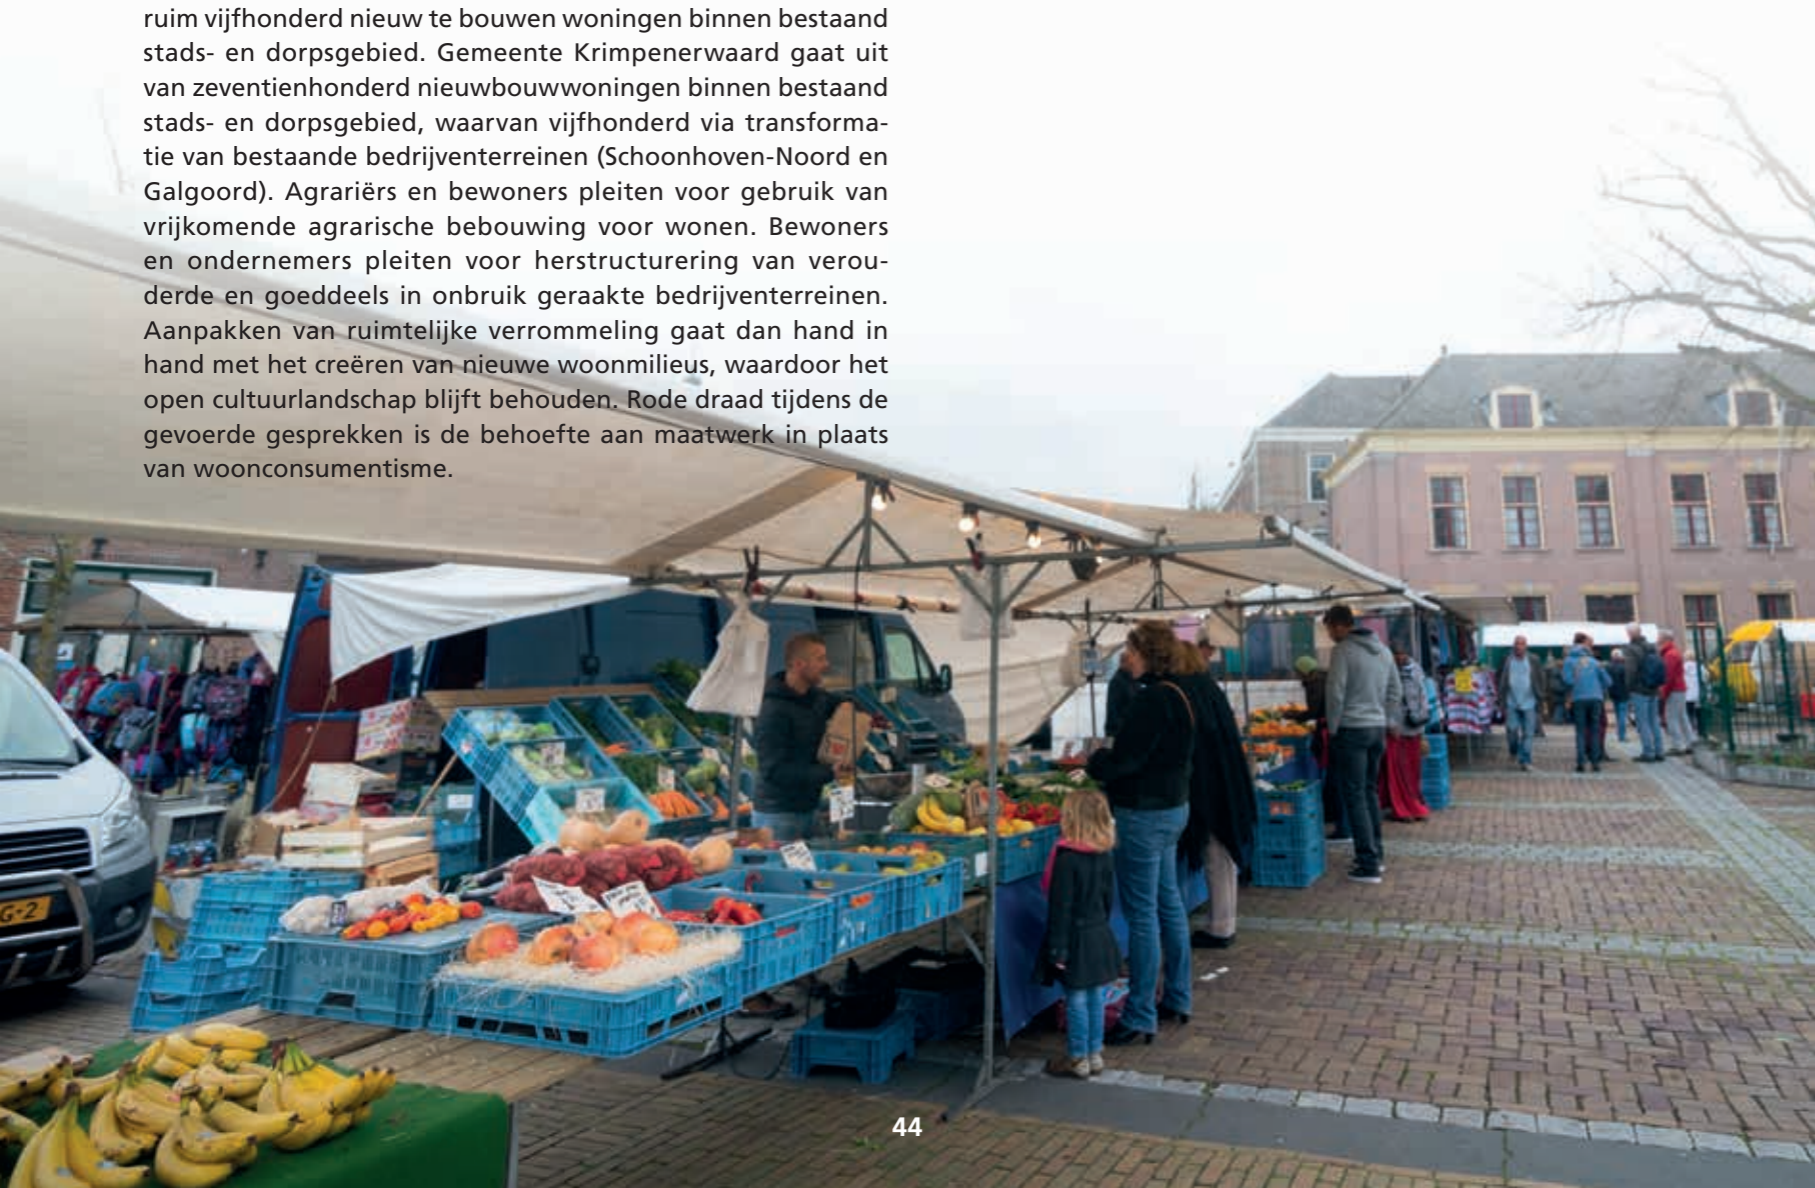 ruim vijfhonderd nieuw te bouwen woningen binnen bestaand
stads- en dorpsgebied. Gemeente Krimpenerwaard gaat uit
van zeventienhonderd nieuwbouwwoningen binnen bestaand
stads- en dorpsgebied, waarvan vijfhonderd via transforma-
tie van bestaande bedrijventerreinen (Schoonhoven-Noord en
Galgoord). Agrariërs en bewoners pleiten voor gebruik van
vrijkomende agrarische bebouwing voor wonen. Bewoners
en ondernemers pleiten voor herstructurering van verou-
derde en goeddeels in onbruik geraakte bedrijventerreinen.
Aanpakken van ruimtelijke verrommeling gaat dan hand in
hand met het creëren van nieuwe woonmilieus, waardoor het
open cultuurlandschap blijft behouden. Rode draad tijdens de
gevoerde gesprekken is de behoefte aan maatwerk in plaats
van woonconsumentisme.
G-2
44